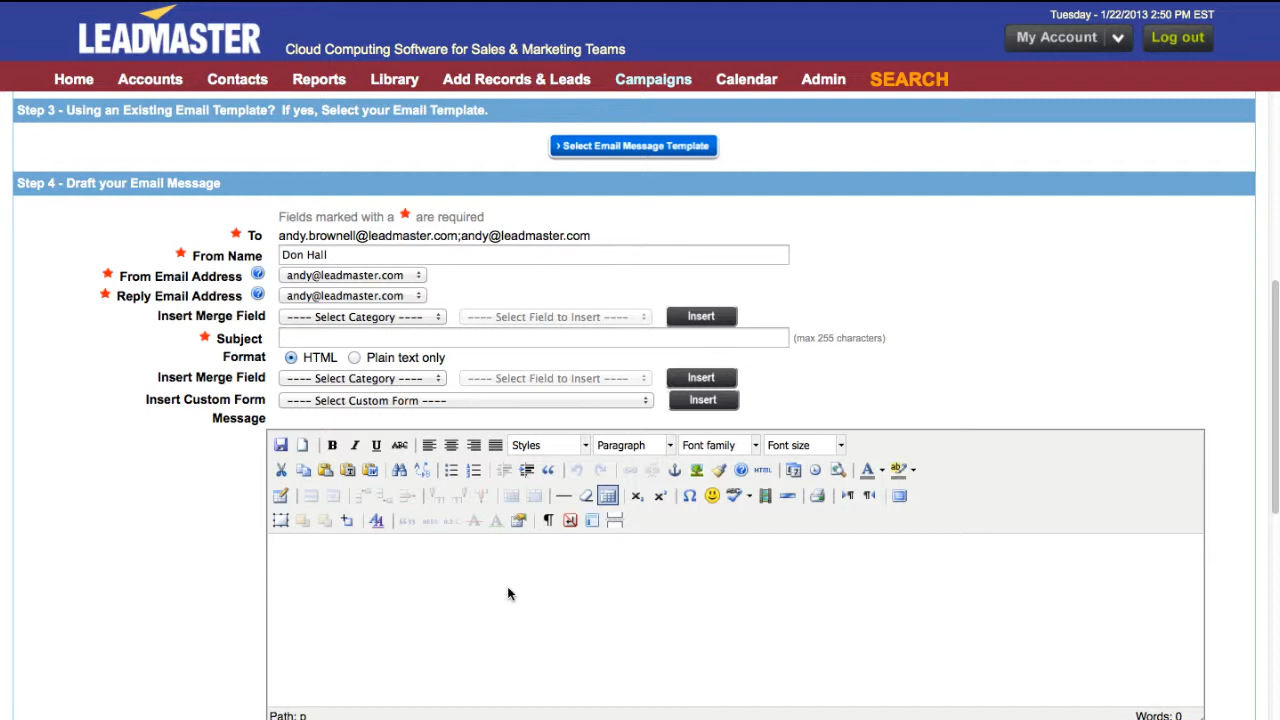 Tuesday - 1/22/2013 2:50 PM EST
LEADMASTER
Cloud Computing Software for Sales & Marketing Teams
My Account
Log out
Home Accounts Contacts Reports Library Add Records & Leads Campaigns Calendar Admin SEARCH
Step 3 - Using an Existing Email Template? If yes, Select your Email Template.
› Select Email Message Template
Step 4 - Draft your Email Message
Fields marked with a ★ are required
★ To andy.brownell@leadmaster.com;andy@leadmaster.com
★ From Name Don Hall
★ From Email Address andy@leadmaster.com
★ Reply Email Address andy@leadmaster.com
Insert Merge Field ---- Select Category ---- ---- Select Field to Insert ---- Insert
★ Subject (max 255 characters)
Format HTML Plain text only
Insert Merge Field ---- Select Category ---- ---- Select Field to Insert ---- Insert
Insert Custom Form ---- Select Custom Form ---- Insert
Message
B I U ABC Styles Paragraph Font family Font size
HTML
Path: p Words: 0